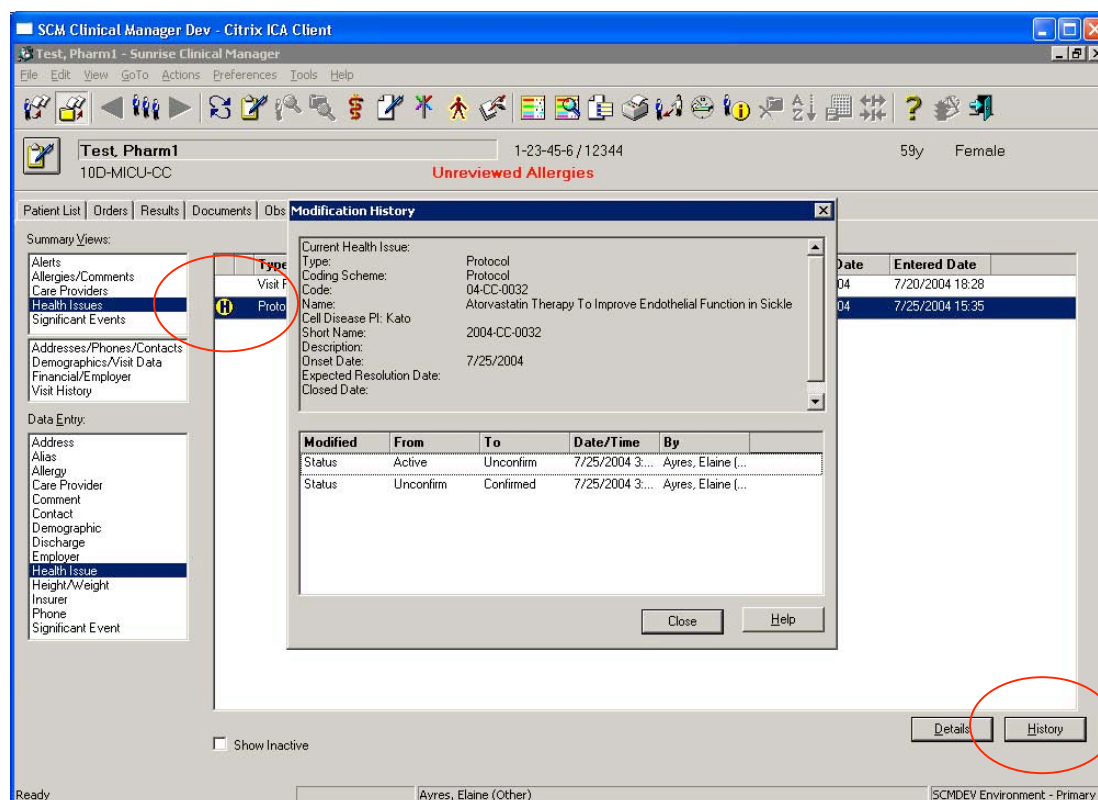 SCM Clinical Manager Dev - Citrix ICA Client
Test, Pharm1 - Sunrise Clinical Manager
File Edit View GoTo Actions Preferences Tools Help
Test, Pharm1 1-23-45-6 / 12344 59y Female
10D-MICU-CC Unreviewed Allergies
Patient List Orders Results Documents Obs
Summary Views:
Alerts
Allergies/Comments
Care Providers
Health Issues
Significant Events
Addresses/Phones/Contacts
Demographics/Visit Data
Financial/Employer
Visit History
Data Entry:
Address
Alias
Allergy
Care Provider
Comment
Contact
Demographic
Discharge
Employer
Health Issue
Height/Weight
Insurer
Phone
Significant Event
Type Date Entered Date
Visit 04 7/20/2004 18:28
H Proto 04 7/25/2004 15:35
Modification History
Current Health Issue:
Type: Protocol
Coding Scheme: Protocol
Code: 04-CC-0032
Name: Atorvastatin Therapy To Improve Endothelial Function in Sickle
Cell Disease PI: Kato
Short Name: 2004-CC-0032
Description:
Onset Date: 7/25/2004
Expected Resolution Date:
Closed Date:
Modified From To Date/Time By
Status Active Unconfirm 7/25/2004 3:... Ayres, Elaine (...
Status Unconfirm Confirmed 7/25/2004 3:... Ayres, Elaine (...
Close Help
Details History
Show Inactive
Ready Ayres, Elaine (Other) SCMDEV Environment - Primary